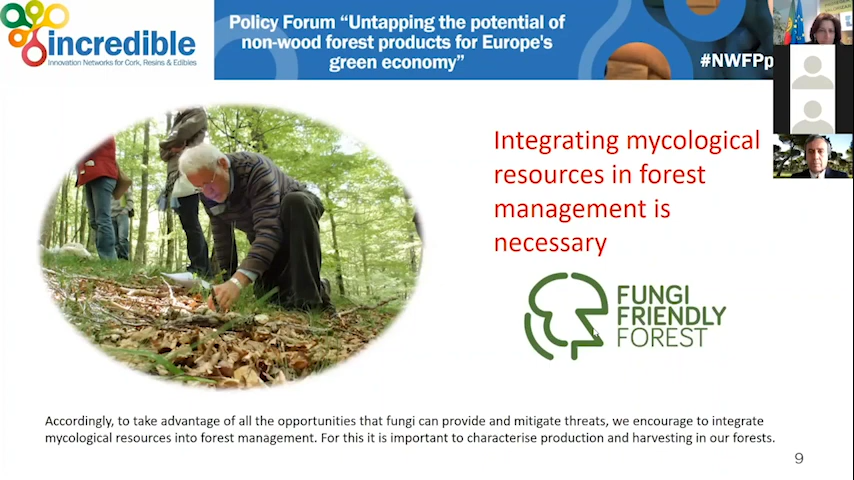 incredible
Innovation Networks for Cork, Resins & Edibles
Policy Forum “Untapping the potential of
non-wood forest products for Europe's
green economy”
#NWFPp
Integrating mycological
resources in forest
management is
necessary
FUNGI
FRIENDLY
FOREST
Accordingly, to take advantage of all the opportunities that fungi can provide and mitigate threats, we encourage to integrate
mycological resources into forest management. For this it is important to characterise production and harvesting in our forests.
9